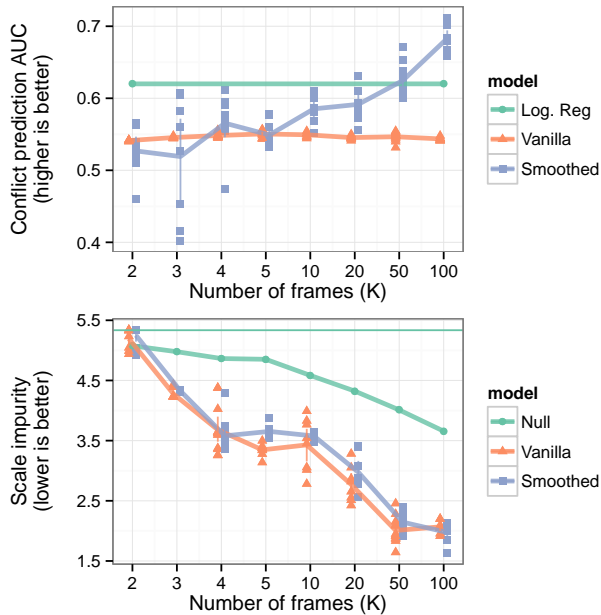 Conflict prediction AUC
(higher is better)
0.7
0.6
0.5
0.4
2 3 4 5 10 20 50 100
Number of frames (K)
model
Log. Reg
Vanilla
Smoothed
Scale impurity
(lower is better)
5.5
4.5
3.5
2.5
1.5
2 3 4 5 10 20 50 100
Number of frames (K)
model
Null
Vanilla
Smoothed